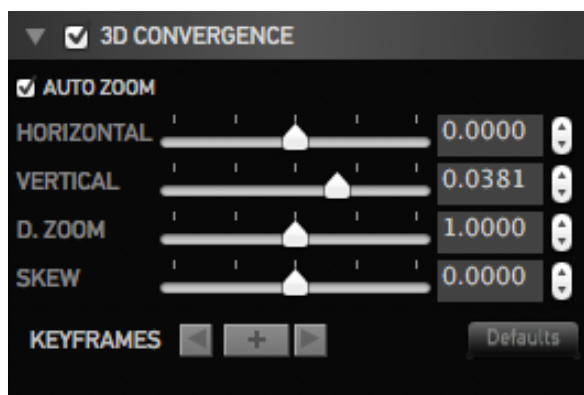 3D CONVERGENCE
AUTO ZOOM
HORIZONTAL 0.0000
VERTICAL 0.0381
D. ZOOM 1.0000
SKEW 0.0000
KEYFRAMES + Defaults